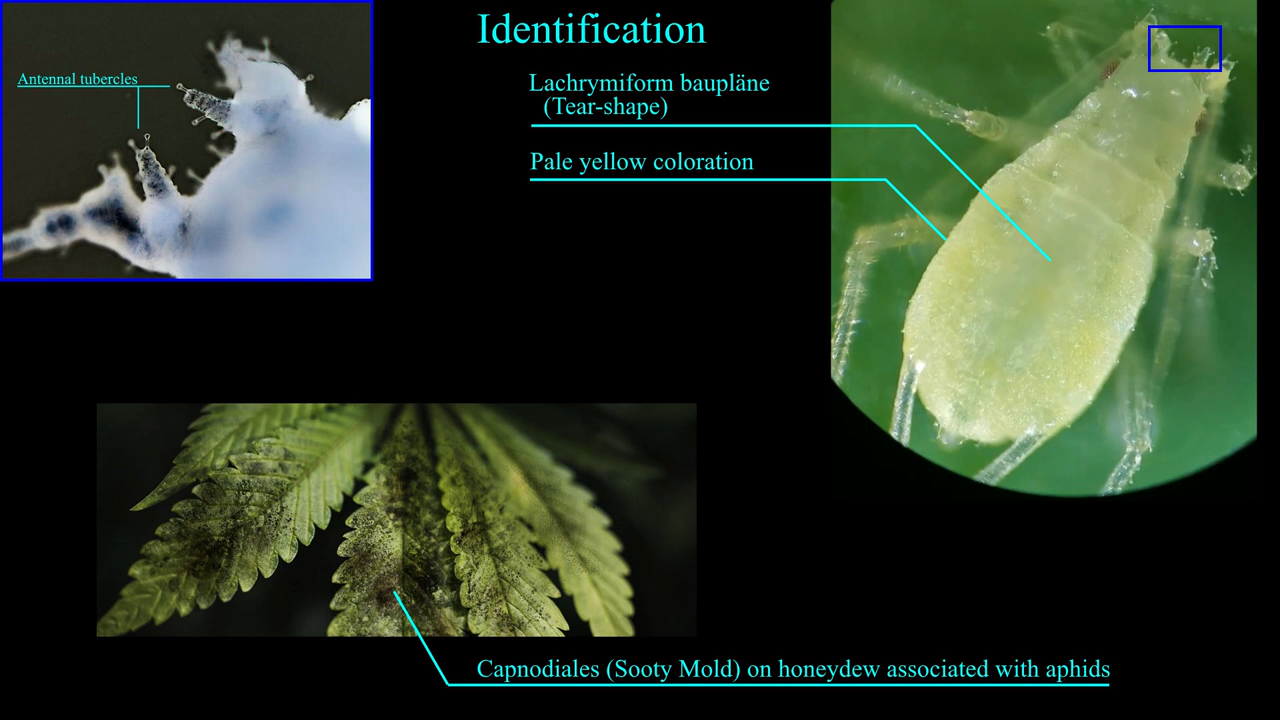 Identification
Antennal tubercles
Lachrymiform baupläne
(Tear-shape)
Pale yellow coloration
Capnodiales (Sooty Mold) on honeydew associated with aphids